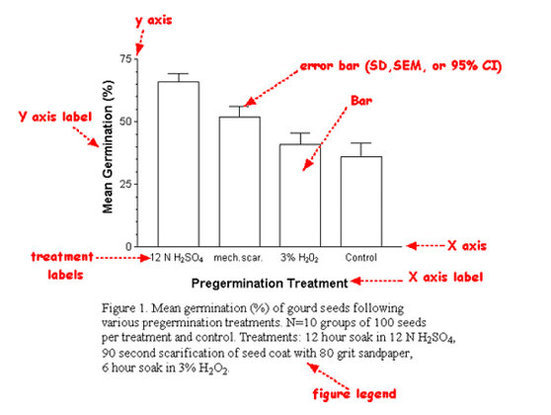 y axis
75
error bar (SD,SEM, or 95% CI)
Bar
Y axis label
Mean Germination (%)
50
25
0
X axis
treatment labels
12 N H₂SO₄ mech.scar. 3% H₂O₂ Control
Pregermination Treatment
X axis label
Figure 1. Mean germination (%) of gourd seeds following
various pregermination treatments. N=10 groups of 100 seeds
per treatment and control. Treatments: 12 hour soak in 12 N H₂SO₄,
90 second scarification of seed coat with 80 grit sandpaper,
6 hour soak in 3% H₂O₂.
figure legend